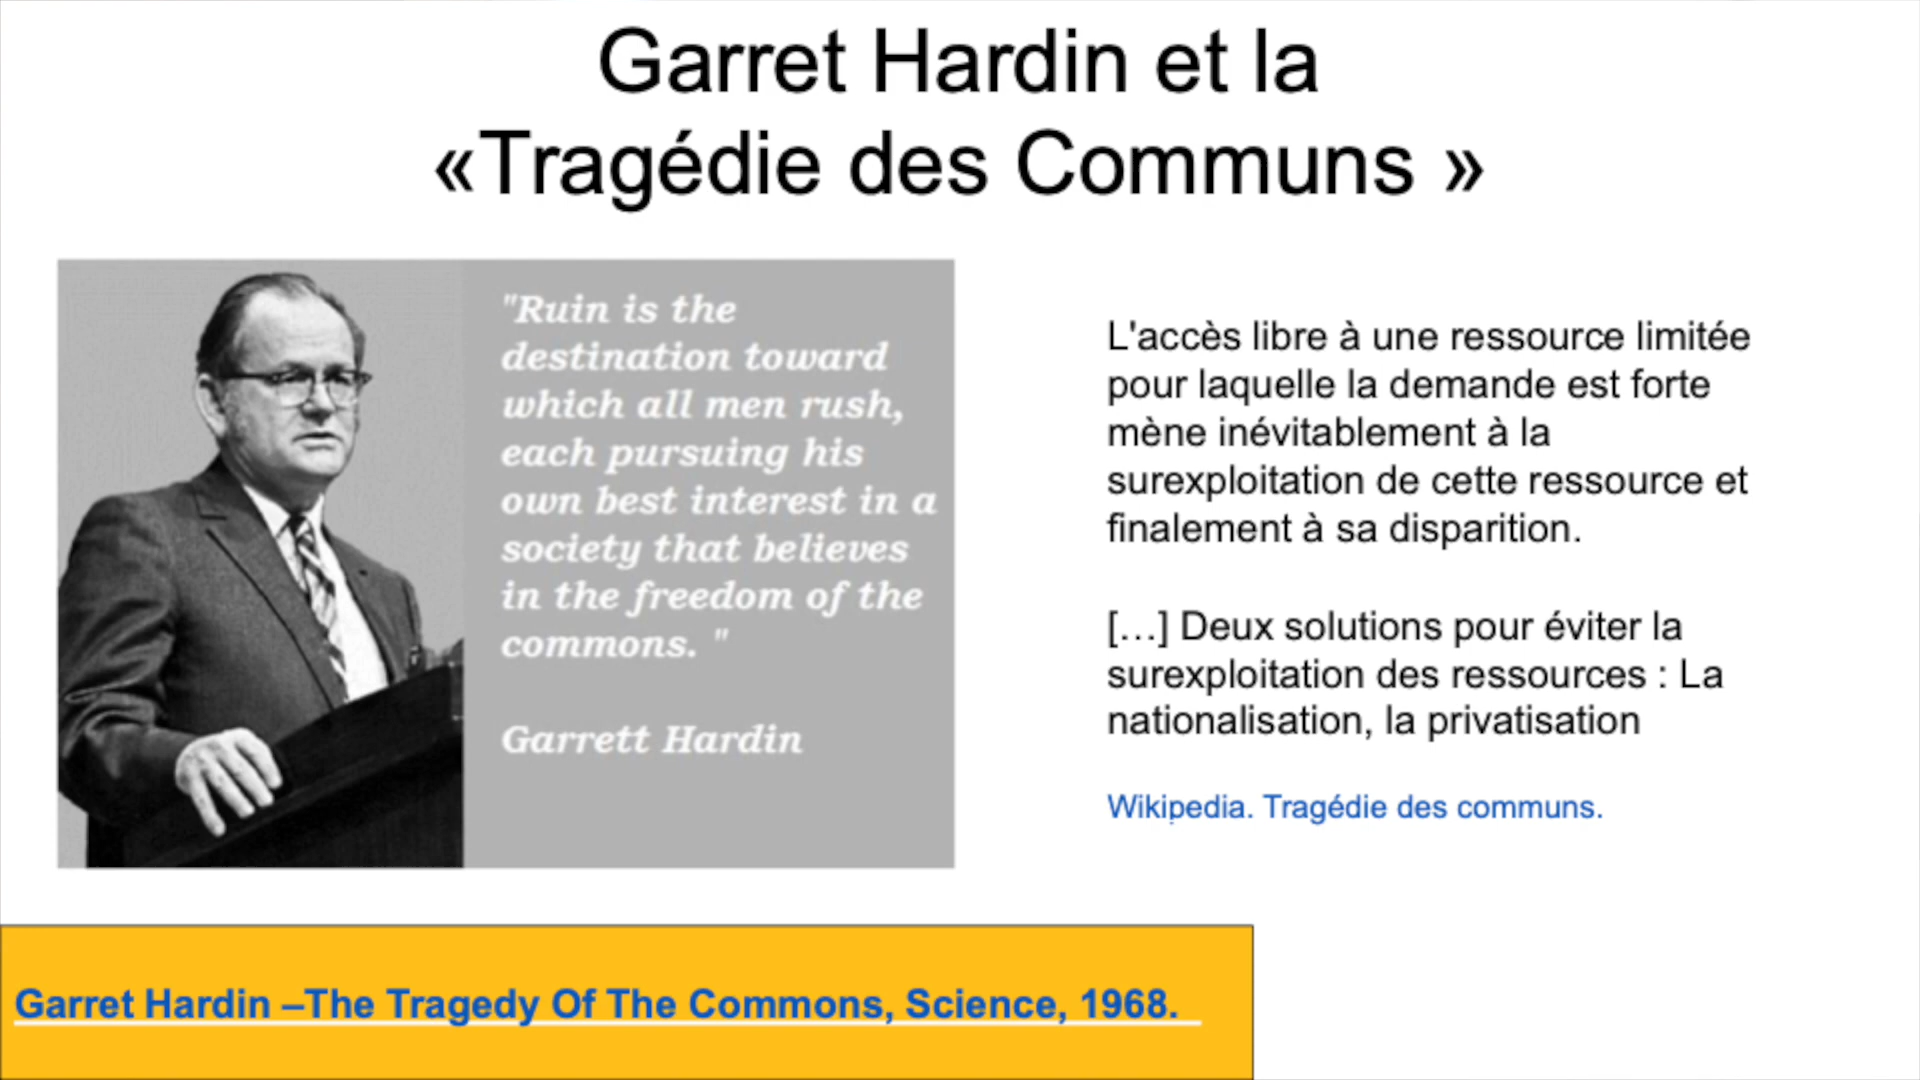 Garret Hardin et la
«Tragédie des Communs »
"Ruin is the
destination toward
which all men rush,
each pursuing his
own best interest in a
society that believes
in the freedom of the
commons. "
Garrett Hardin
L'accès libre à une ressource limitée
pour laquelle la demande est forte
mène inévitablement à la
surexploitation de cette ressource et
finalement à sa disparition.
[…] Deux solutions pour éviter la
surexploitation des ressources : La
nationalisation, la privatisation
Wikipedia. Tragédie des communs.
Garret Hardin –The Tragedy Of The Commons, Science, 1968.